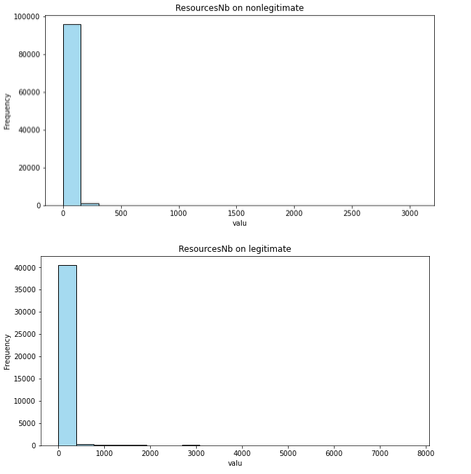 ResourcesNb on nonlegitimate
100000
80000
60000
40000
20000
0
Frequency
0 500 1000 1500 2000 2500 3000
valu
ResourcesNb on legitimate
40000
35000
30000
25000
20000
15000
10000
5000
0
Frequency
0 1000 2000 3000 4000 5000 6000 7000 8000
valu